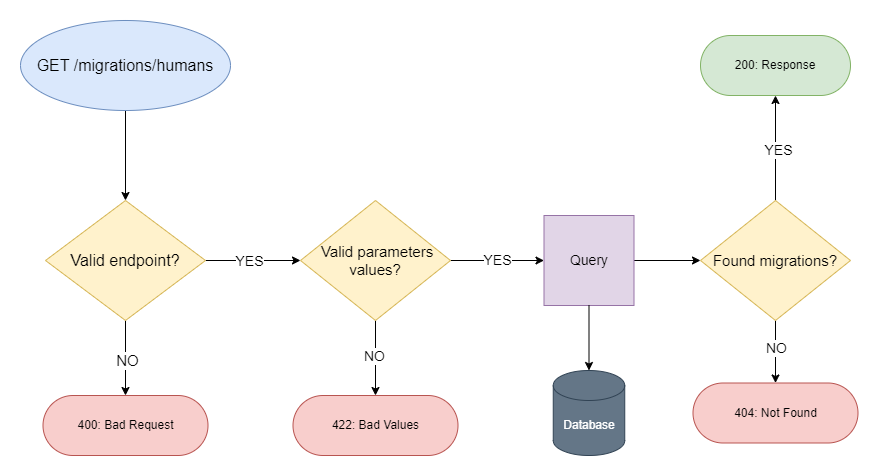 GET /migrations/humans
200: Response
YES
Valid endpoint?
YES
Valid parameters
values?
YES
Query
Found migrations?
NO
NO
NO
400: Bad Request
422: Bad Values
Database
404: Not Found